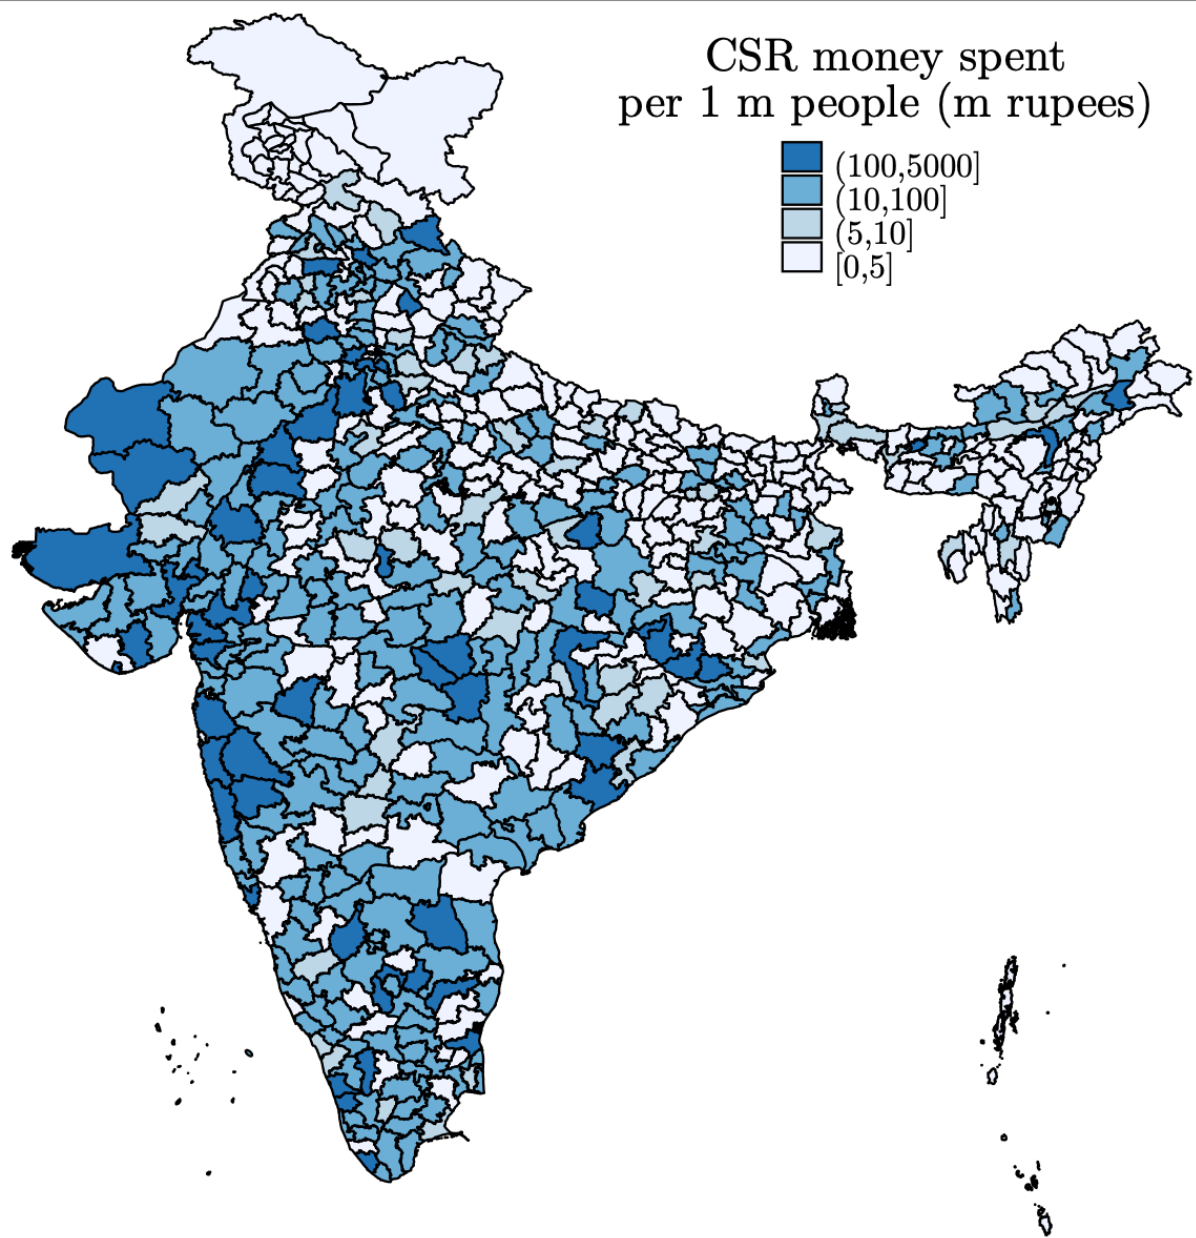 CSR money spent
per 1 m people (m rupees)
(100,5000]
(10,100]
(5,10]
[0,5]